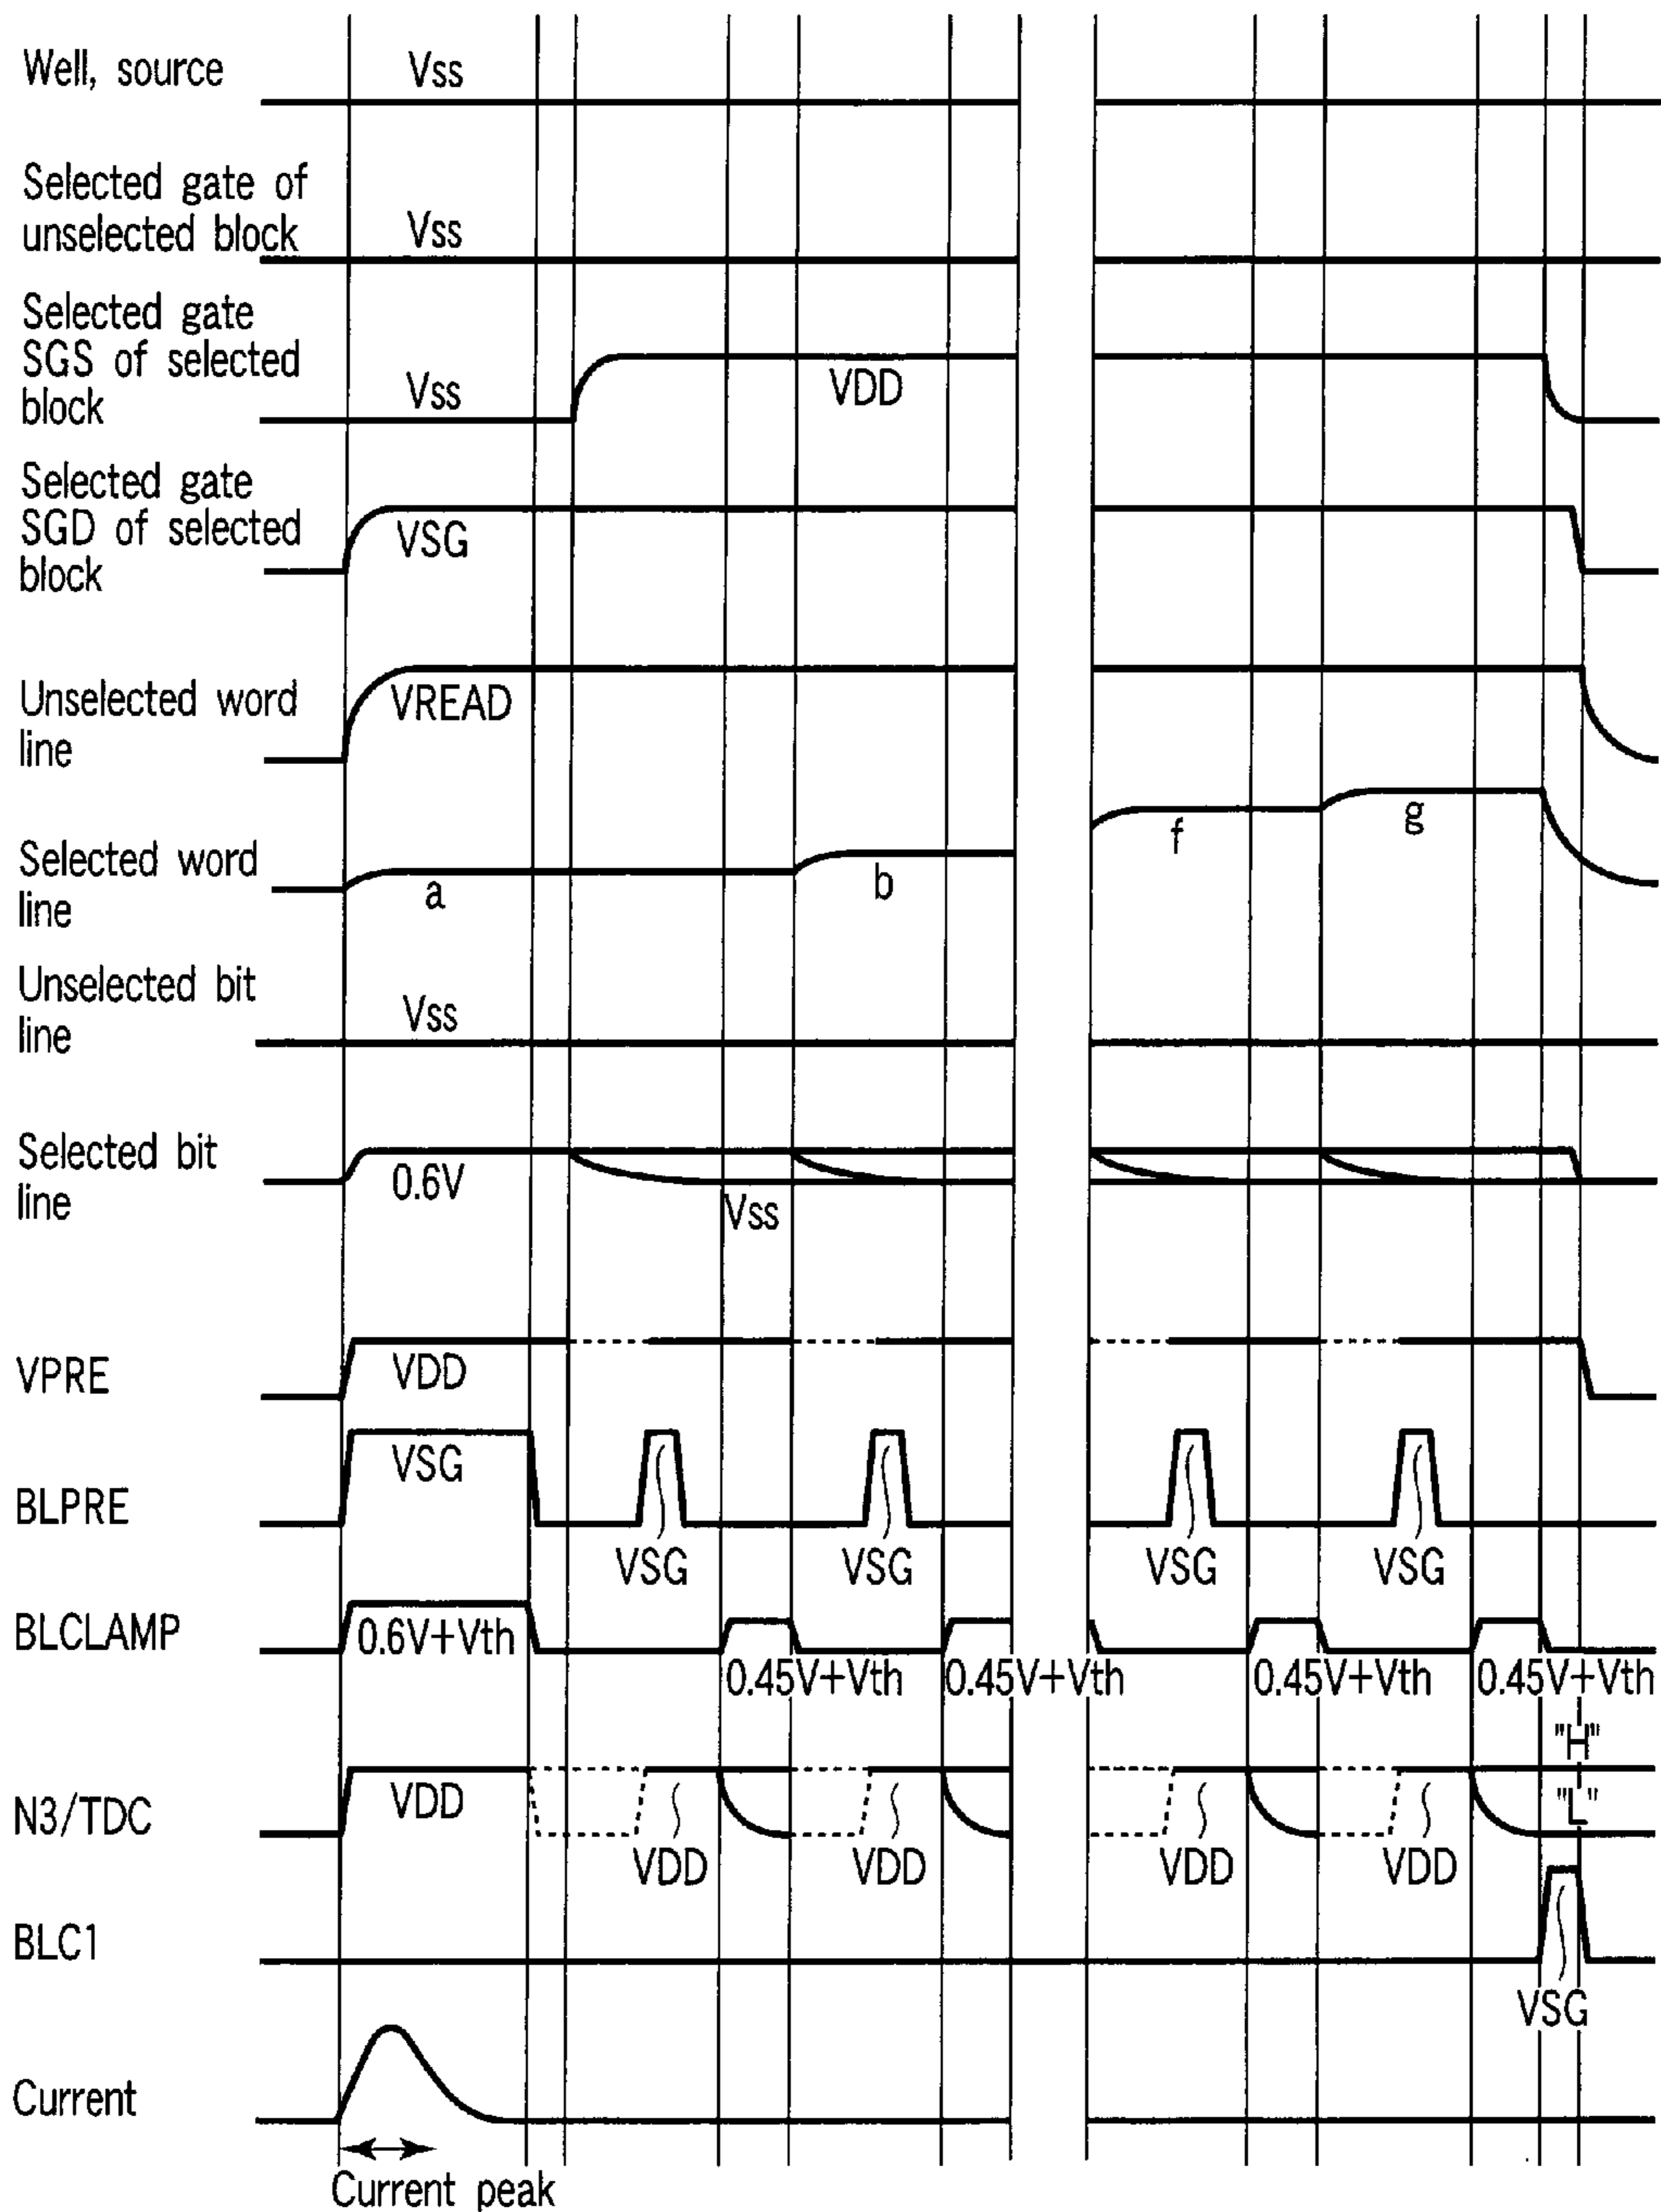 Well, source
Vss
Selected gate of
unselected block
Vss
Selected gate
SGS of selected
block
Vss
VDD
Selected gate
SGD of selected
block
VSG
Unselected word
line
VREAD
Selected word
line
a
b
f
g
Unselected bit
line
Vss
Selected bit
line
0.6V
Vss
VPRE
VDD
BLPRE
VSG
VSG
VSG
VSG
VSG
BLCLAMP
0.6V+Vth
0.45V+Vth
0.45V+Vth
0.45V+Vth
0.45V+Vth
"H"
"L"
N3/TDC
VDD
VDD
VDD
VDD
VDD
BLC1
VSG
Current
Current peak